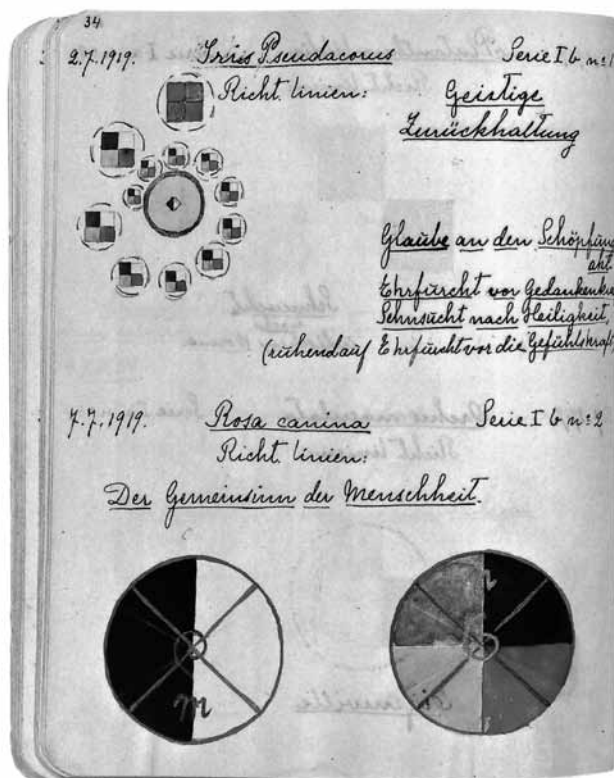 34.
2.7.1919. Irris Pseudacorus Serie I b n:1
Richt. linien: Geistige
Zurückhaltung
Glaube an den Schöpfungs
akt
Ehrfurcht vor
Sehnsucht nach Heiligkeit,
(ruhend auf Ehrfurcht vor die Gefühlskraft
7.7.1919. Rosa canina Serie I b n:2
Richt. linien:
Der Gemeinsinn der Menschheit.